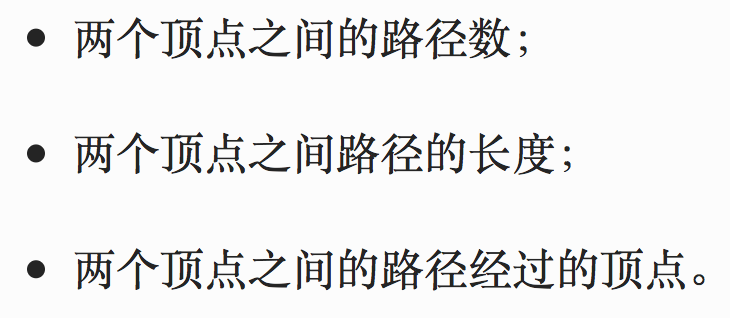 • 两个顶点之间的路径数；
• 两个顶点之间路径的长度；
• 两个顶点之间的路径经过的顶点。